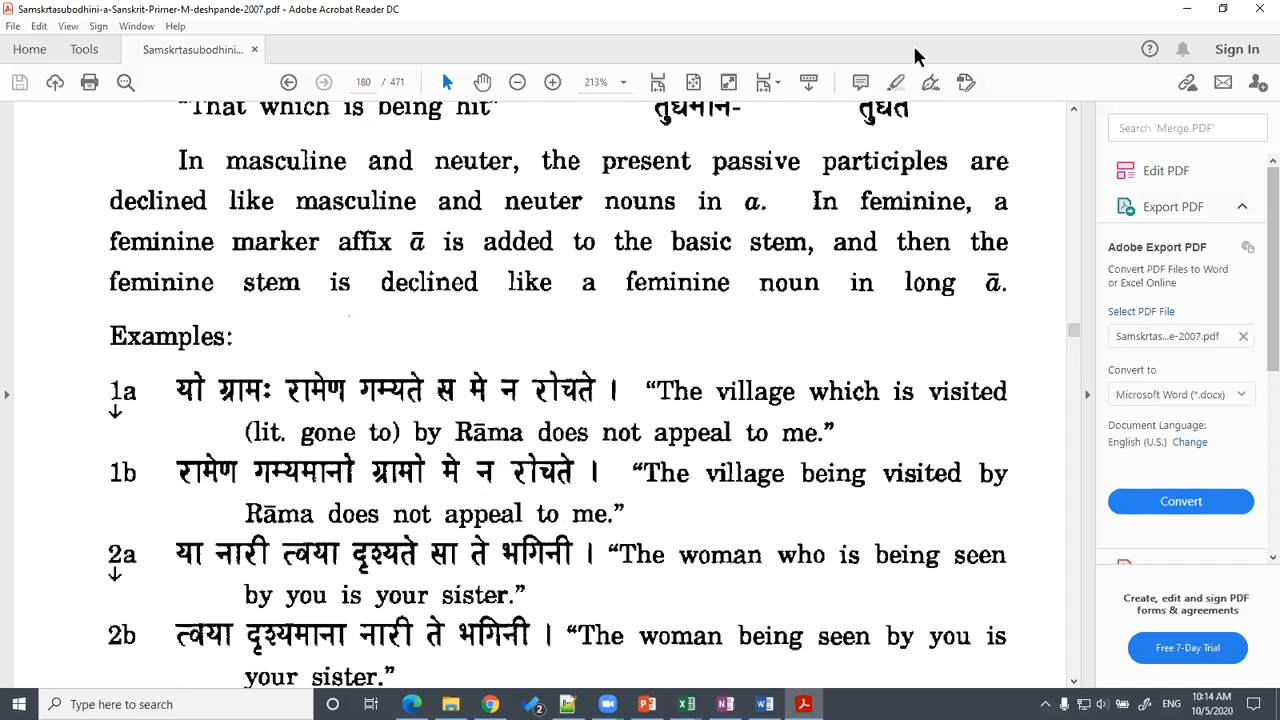 Samskrtasubodhini-a-Sanskrit-Primer-M-deshpande-2007.pdf - Adobe Acrobat Reader DC
File Edit View Sign Window Help
Home Tools Samskrtasubodhini... × Sign In
180 / 471 213%
"That which is being hit" तुद्यमान- तुद्यते
In masculine and neuter, the present passive participles are
declined like masculine and neuter nouns in a. In feminine, a
feminine marker affix ā is added to the basic stem, and then the
feminine stem is declined like a feminine noun in long ā.
Examples:
1a यो ग्रामः रामेण गम्यते स मे न रोचते । "The village which is visited
(lit. gone to) by Rāma does not appeal to me."
1b रामेण गम्यमानो ग्रामो मे न रोचते । "The village being visited by
Rāma does not appeal to me."
2a या नारी त्वया दृश्यते सा ते भगिनी । "The woman who is being seen
by you is your sister."
2b त्वया दृश्यमाना नारी ते भगिनी । "The woman being seen by you is
your sister."
Search 'Merge PDF'
Edit PDF
Export PDF
Adobe Export PDF
Convert PDF Files to Word
or Excel Online
Select PDF File
Samskrtas...e-2007.pdf ×
Convert to
Microsoft Word (*.docx)
Document Language:
English (U.S.) Change
Convert
Create, edit and sign PDF
forms & agreements
Free 7-Day Trial
Type here to search
2
ENG
10:14 AM
10/5/2020